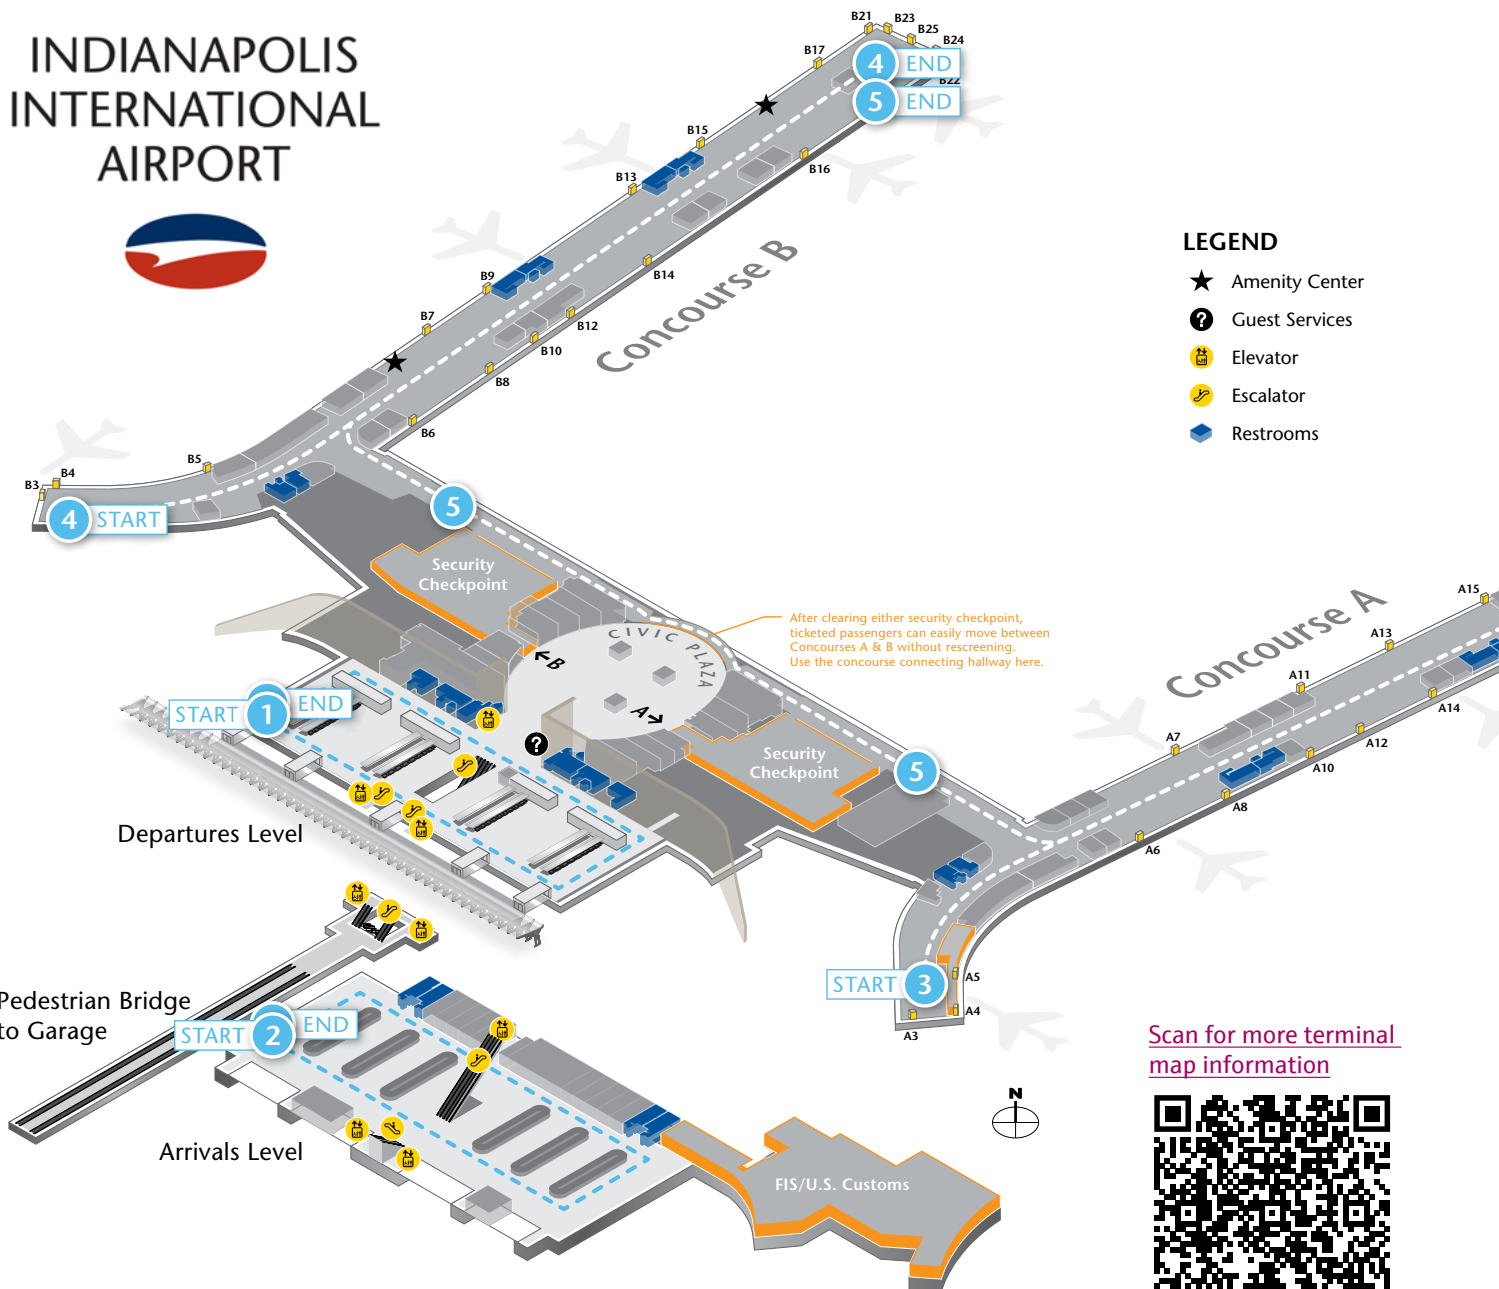 INDIANAPOLIS
INTERNATIONAL
AIRPORT
B21
B23
B25
B24
B17
4 END
B22
5 END
B15
B16
B13
LEGEND
Amenity Center
? Guest Services
Elevator
Escalator
Restrooms
Concourse B
B14
B9
B7
B12
B10
B8
B6
B5
B4
B3
4 START
5
Security
Checkpoint
After clearing either security checkpoint,
ticketed passengers can easily move between
Concourses A & B without rescreening.
Use the concourse connecting hallway here.
CIVIC PLAZA
←B
A→
Concourse A
A15
A13
A11
A14
A7
A12
A10
A8
A6
START 1 END
?
Security
Checkpoint
5
Departures Level
START 3
A5
A4
A3
Pedestrian Bridge
to Garage
START 2 END
Arrivals Level
FIS/U.S. Customs
N
Scan for more terminal
map information